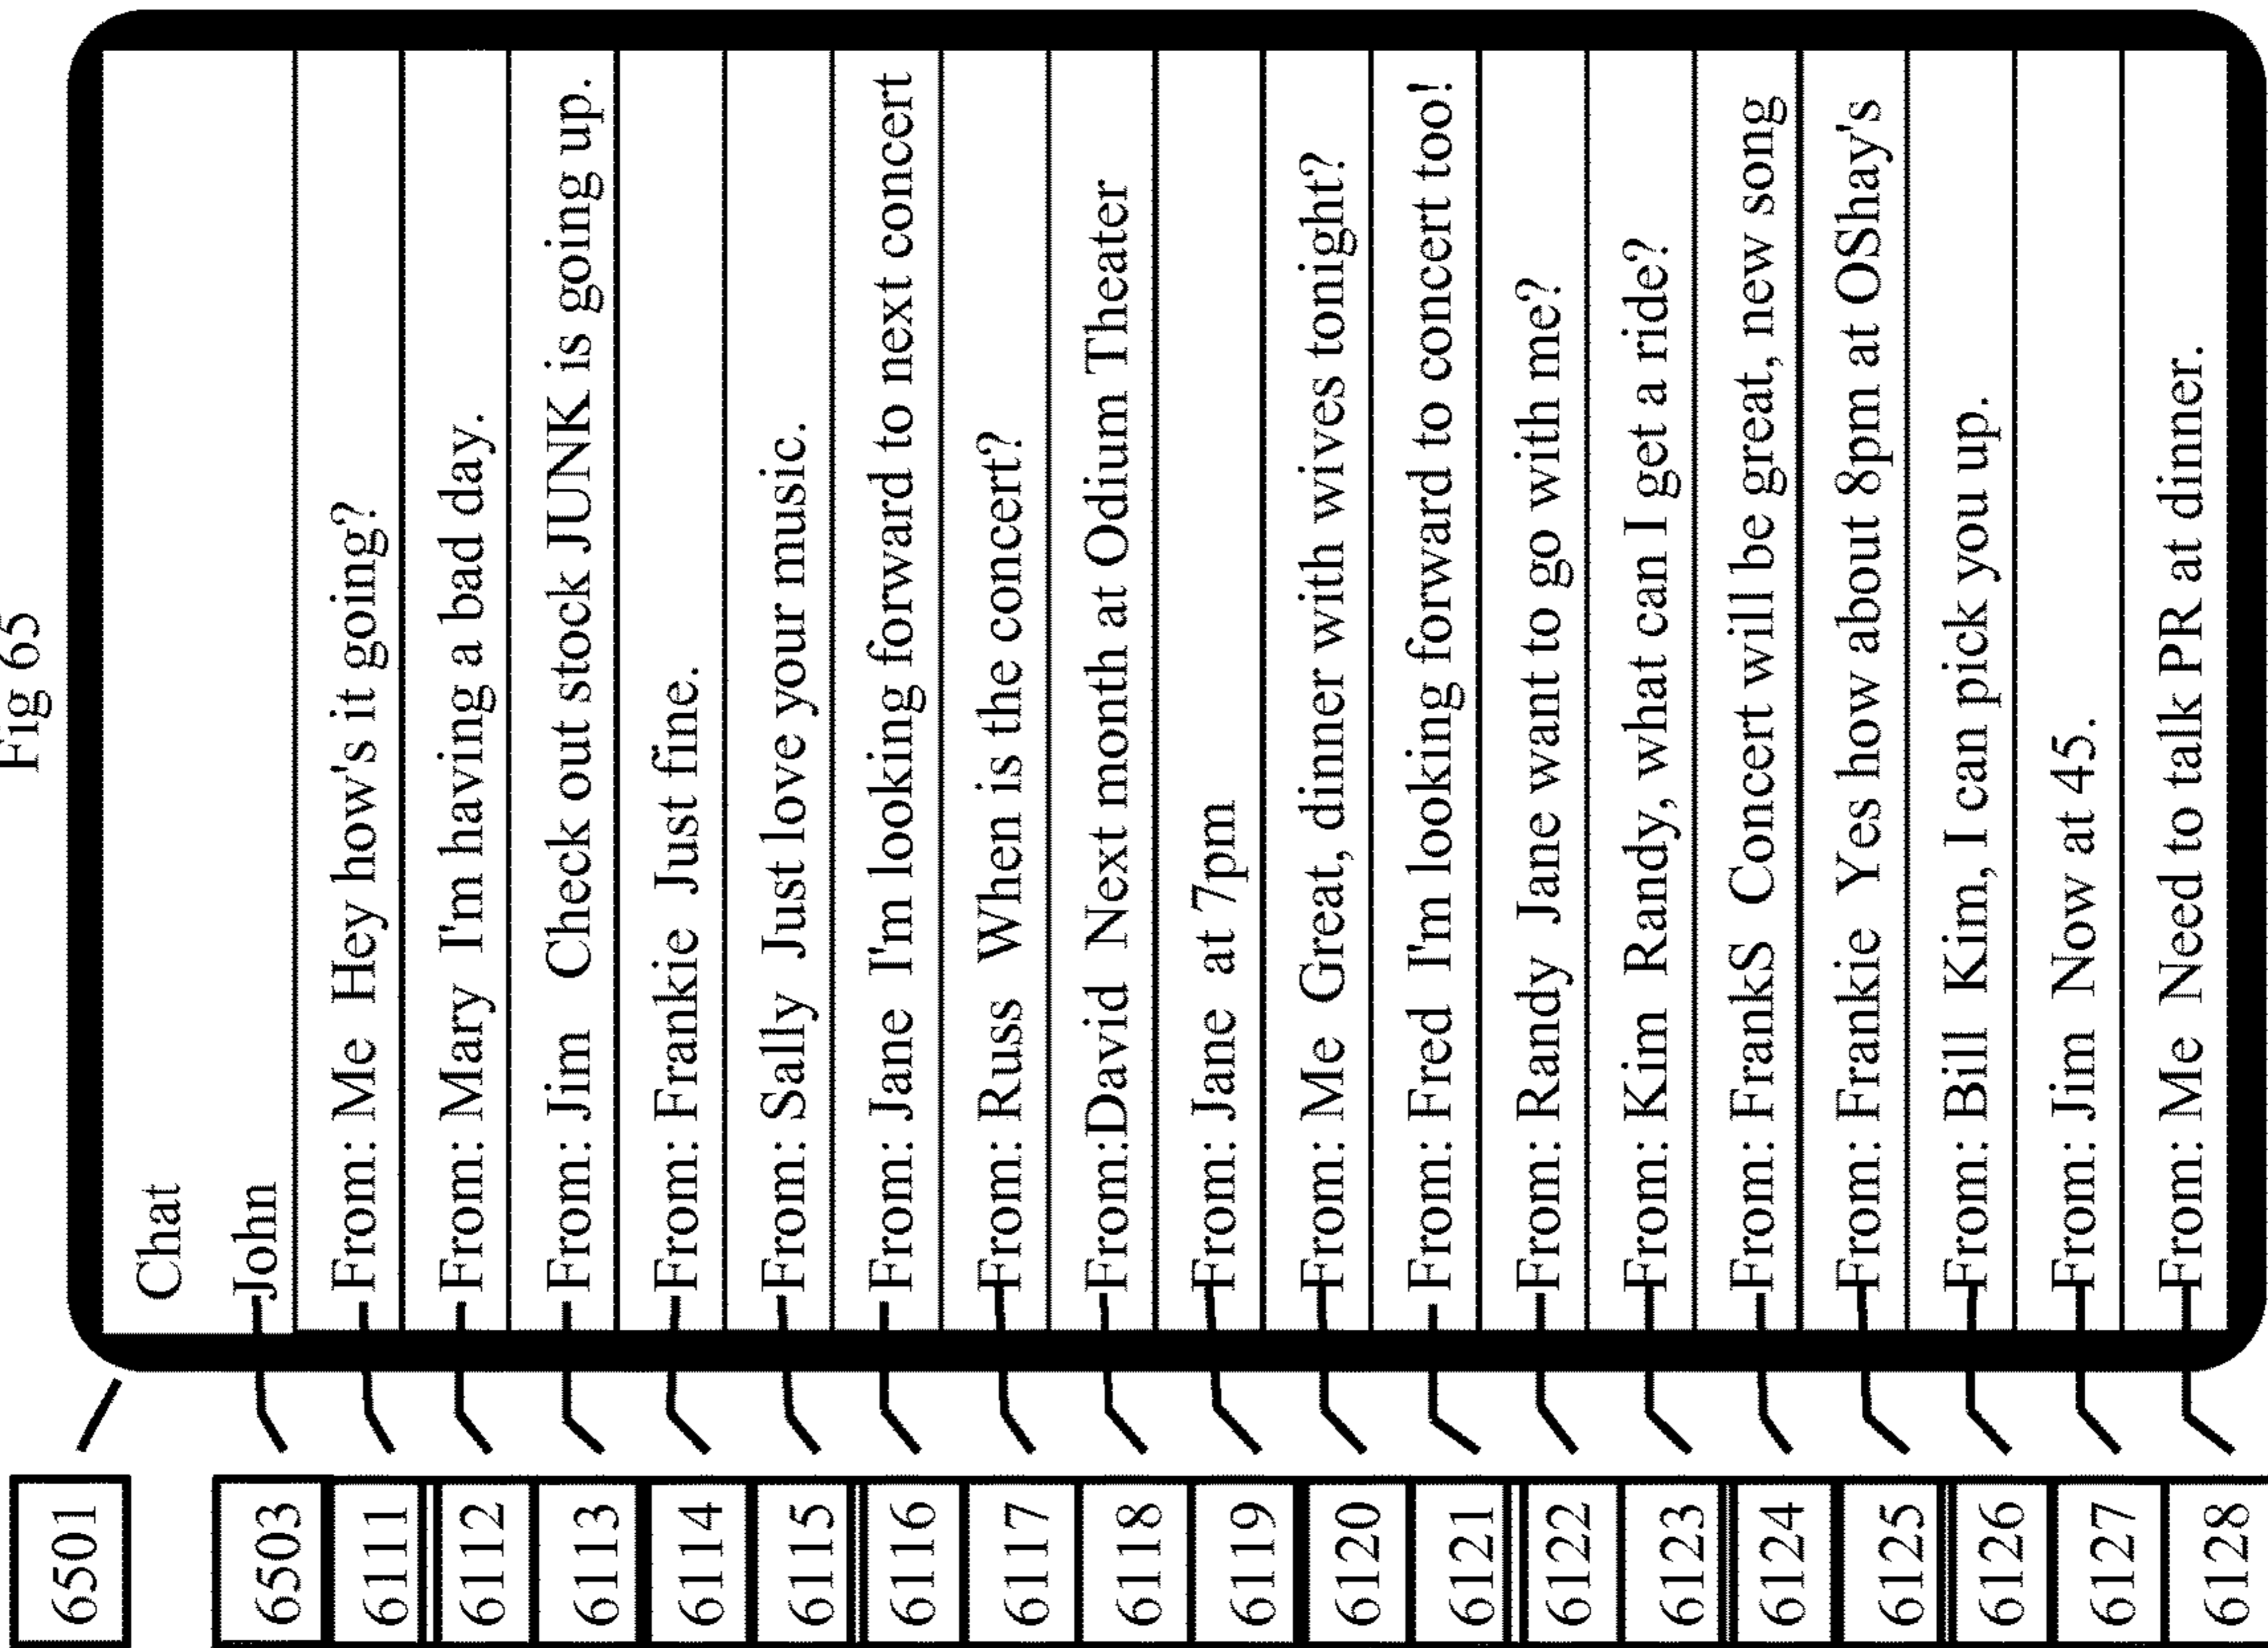 Fig 65
Chat
John
From: Me Hey how's it going?
From: Mary I'm having a bad day.
From: Jim Check out stock JUNK is going up.
From: Frankie Just fine.
From: Sally Just love your music.
From: Jane I'm looking forward to next concert
From: Russ When is the concert?
From:David Next month at Odium Theater
From: Jane at 7pm
From: Me Great, dinner with wives tonight?
From: Fred I'm looking forward to concert too!
From: Randy Jane want to go with me?
From: Kim Randy, what can I get a ride?
From: FrankS Concert will be great, new song
From: Frankie Yes how about 8pm at OShay's
From: Bill Kim, I can pick you up.
From: Jim Now at 45.
From: Me Need to talk PR at dinner.
6501
6503
6111
6112
6113
6114
6115
6116
6117
6118
6119
6120
6121
6122
6123
6124
6125
6126
6127
6128